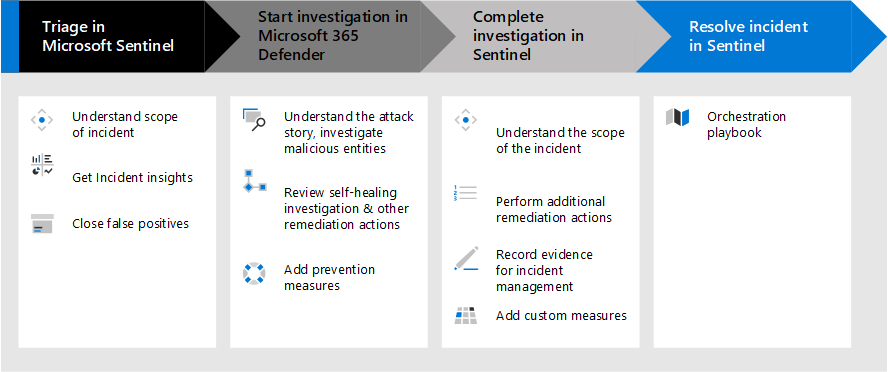 Triage in
Microsoft Sentinel
Start investigation in
Microsoft 365
Defender
Complete
investigation in
Sentinel
Resolve incident
in Sentinel
Understand scope
of incident
Get Incident insights
Close false positives
Understand the attack
story, investigate
malicious entities
Review self-healing
investigation & other
remediation actions
Add prevention
measures
Understand the scope
of the incident
1
2
3
Perform additional
remediation actions
Record evidence
for incident
management
Add custom measures
Orchestration
playbook